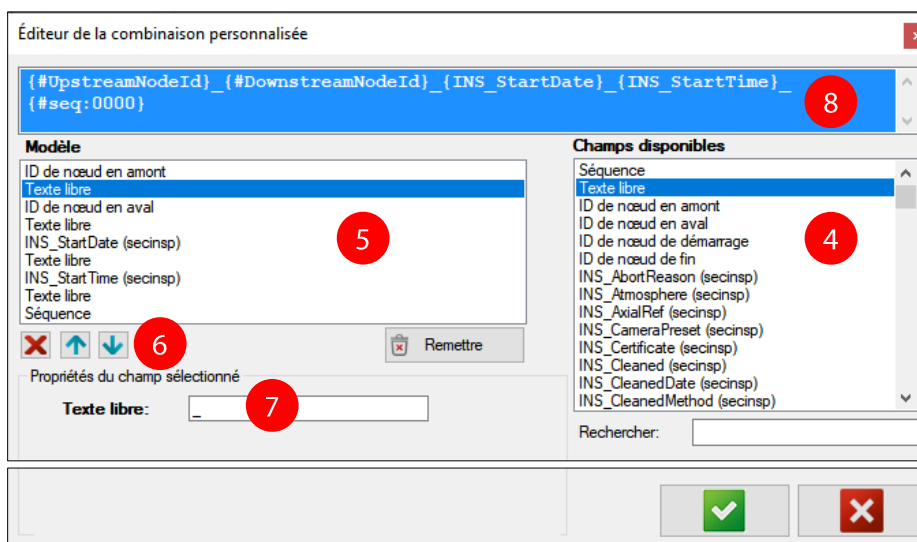 Éditeur de la combinaison personnalisée
{#UpstreamNodeId}_{#DownstreamNodeId}_{INS_StartDate}_{INS_StartTime}_
{#seq:0000}
8
Modèle
ID de nœud en amont
Texte libre
ID de nœud en aval
Texte libre
INS_StartDate (secinsp)
Texte libre
INS_StartTime (secinsp)
Texte libre
Séquence
5
Champs disponibles
Séquence
Texte libre
ID de nœud en amont
ID de nœud en aval
ID de nœud de démarrage
ID de nœud de fin
INS_AbortReason (secinsp)
INS_Atmosphere (secinsp)
INS_AxialRef (secinsp)
INS_CameraPreset (secinsp)
INS_Certificate (secinsp)
INS_Cleaned (secinsp)
INS_CleanedDate (secinsp)
INS_CleanedMethod (secinsp)
4
6
Remettre
Propriétés du champ sélectionné
Texte libre: _
7
Rechercher: